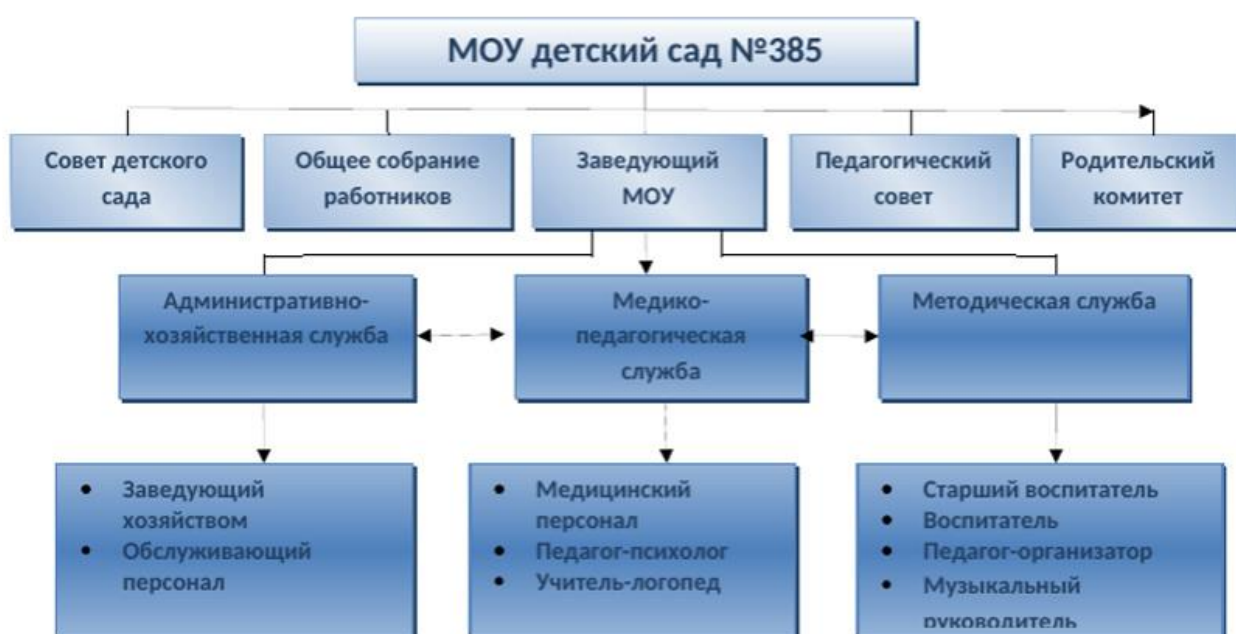 МОУ детский сад №385
Совет детского
сада
Общее собрание
работников
Заведующий
МОУ
Педагогический
совет
Родительский
комитет
Административно-
хозяйственная служба
Медико-
педагогическая
служба
Методическая служба
• Заведующий
хозяйством
• Обслуживающий
персонал
• Медицинский
персонал
• Педагог-психолог
• Учитель-логопед
• Старший воспитатель
• Воспитатель
• Педагог-организатор
• Музыкальный
руководитель